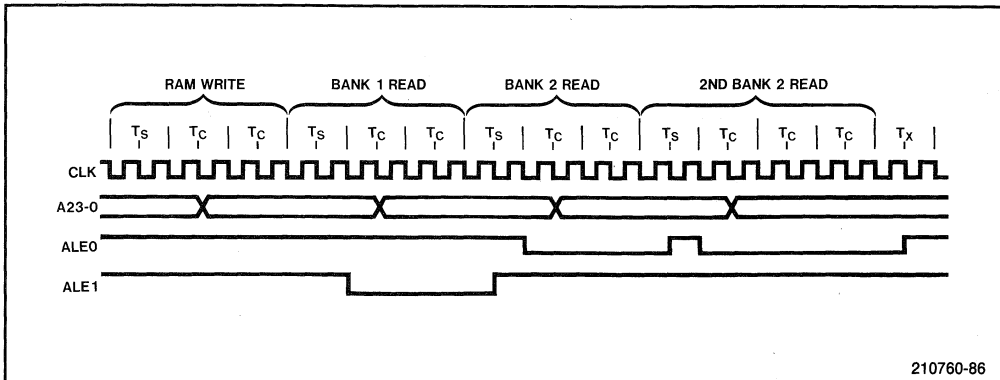 RAM WRITE BANK 1 READ BANK 2 READ 2ND BANK 2 READ
TS TC TC TS TC TC TS TC TC TS TC TC TC TX
CLK
A23-0
ALE0
ALE1
210760-86